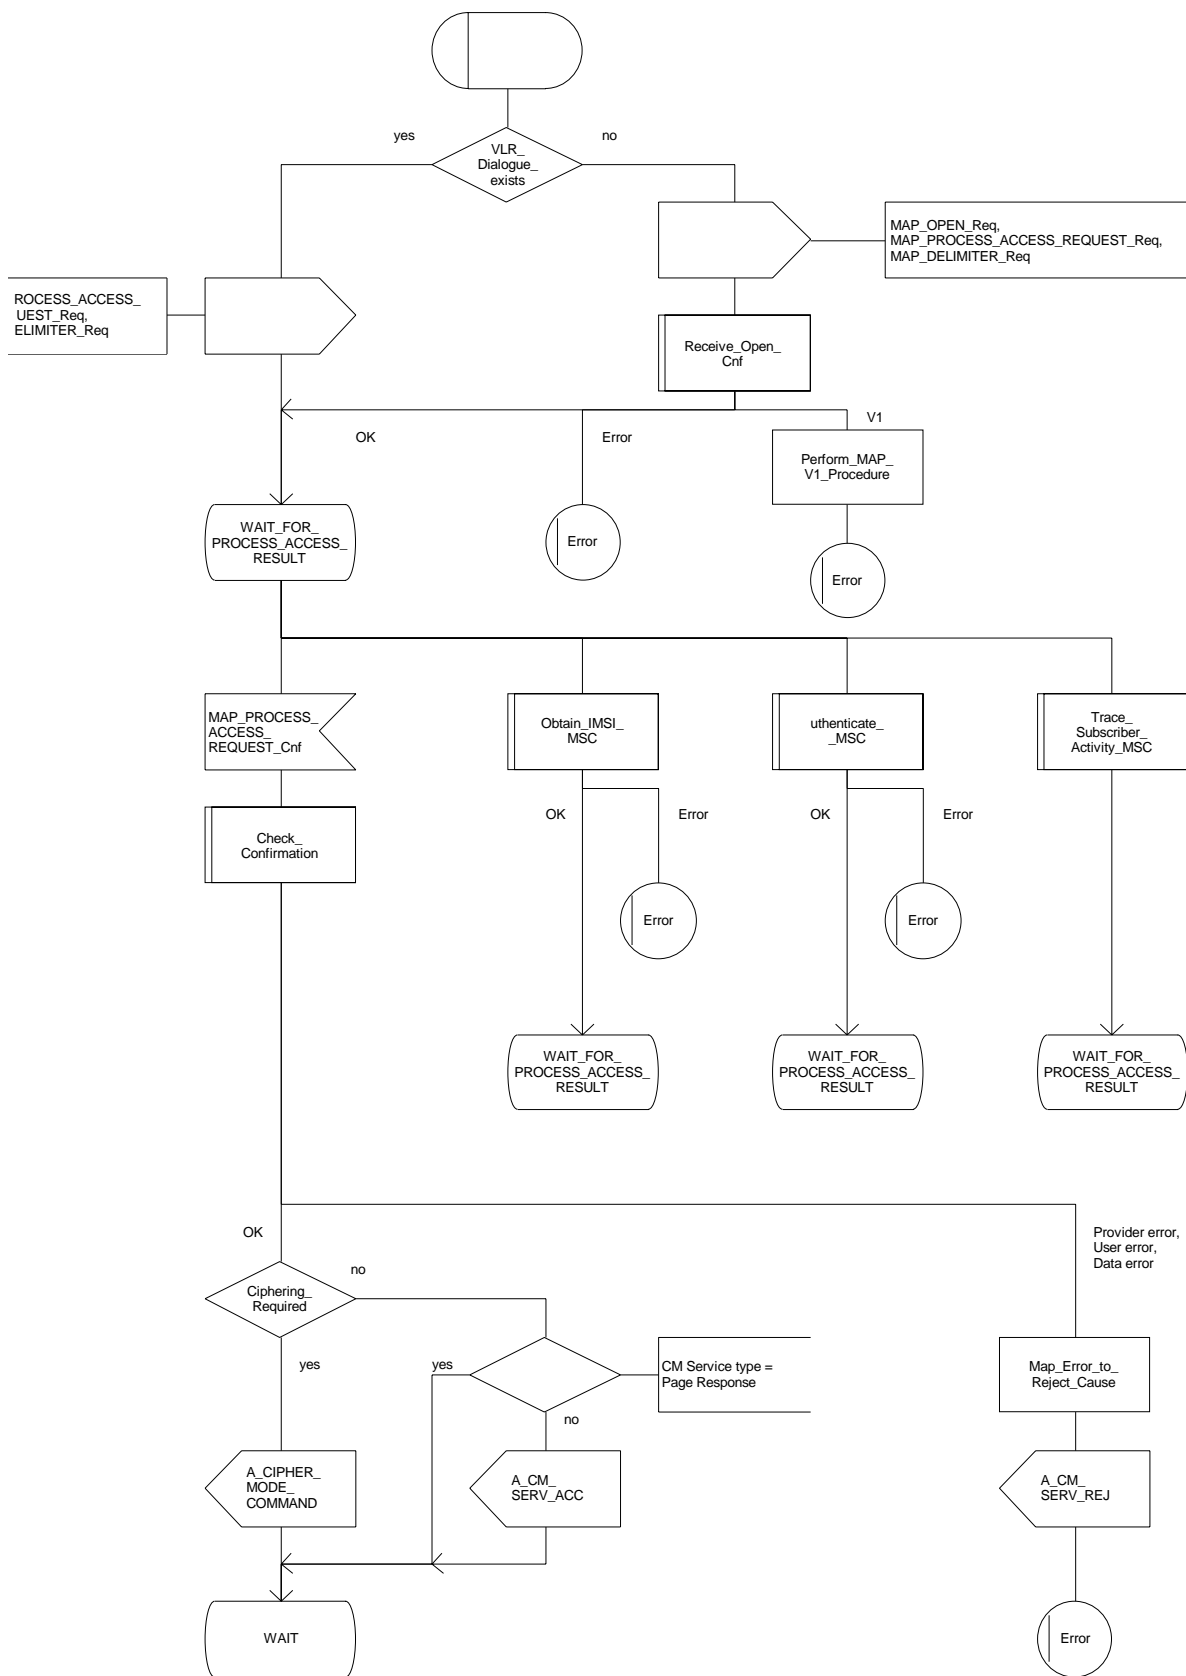 yes
no
VLR_
Dialogue_
exists
MAP_OPEN_Req,
MAP_PROCESS_ACCESS_REQUEST_Req,
MAP_DELIMITER_Req
ROCESS_ACCESS_
UEST_Req,
ELIMITER_Req
Receive_Open_
Cnf
OK
Error
V1
Perform_MAP_
V1_Procedure
WAIT_FOR_
PROCESS_ACCESS_
RESULT
Error
Error
MAP_PROCESS_
ACCESS_
REQUEST_Cnf
Obtain_IMSI_
MSC
uthenticate_
_MSC
Trace_
Subscriber_
Activity_MSC
OK
Error
OK
Error
Check_
Confirmation
Error
Error
WAIT_FOR_
PROCESS_ACCESS_
RESULT
WAIT_FOR_
PROCESS_ACCESS_
RESULT
WAIT_FOR_
PROCESS_ACCESS_
RESULT
OK
Provider error,
User error,
Data error
no
Ciphering_
Required
yes
yes
CM Service type =
Page Response
Map_Error_to_
Reject_Cause
no
A_CIPHER_
MODE_
COMMAND
A_CM_
SERV_ACC
A_CM_
SERV_REJ
WAIT
Error